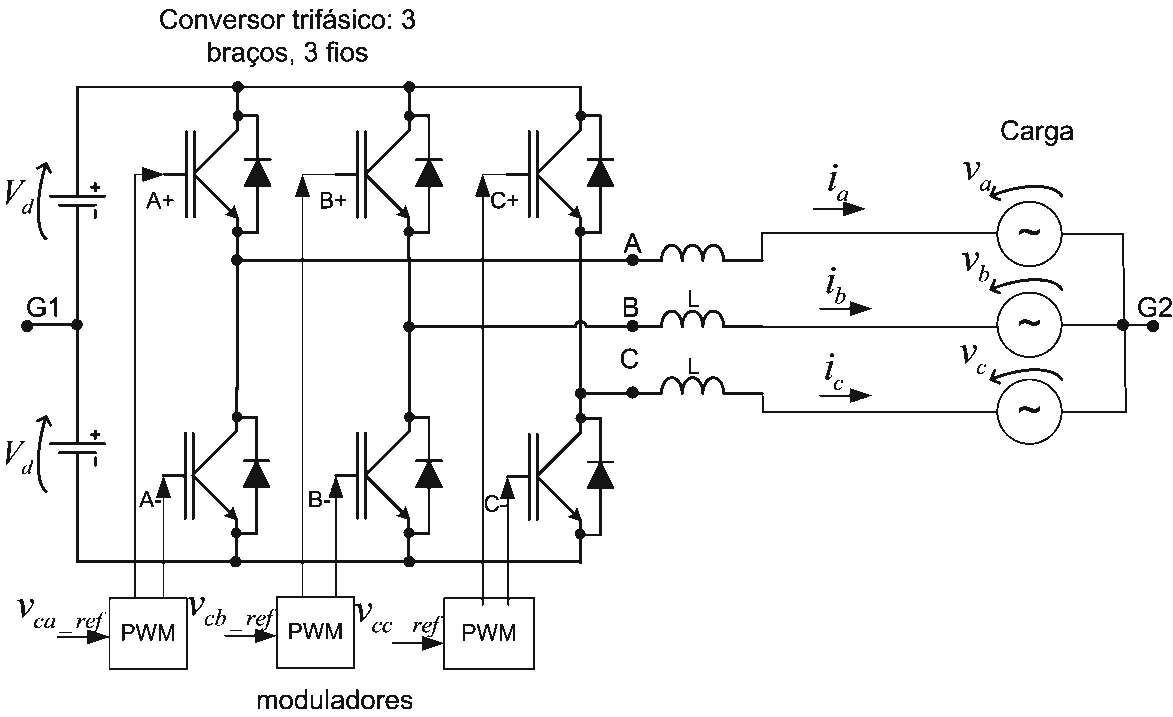 Conversor trifásico: 3
braços, 3 fios
Carga
V_d
+
-
A+
B+
C+
i_a
v_a
~
A
G1
B
L
i_b
v_b
~
G2
C
L
i_c
v_c
~
V_d
+
-
A-
B-
C-
v_ca_ref
PWM
v_cb_ref
PWM
v_cc_ref
PWM
moduladores